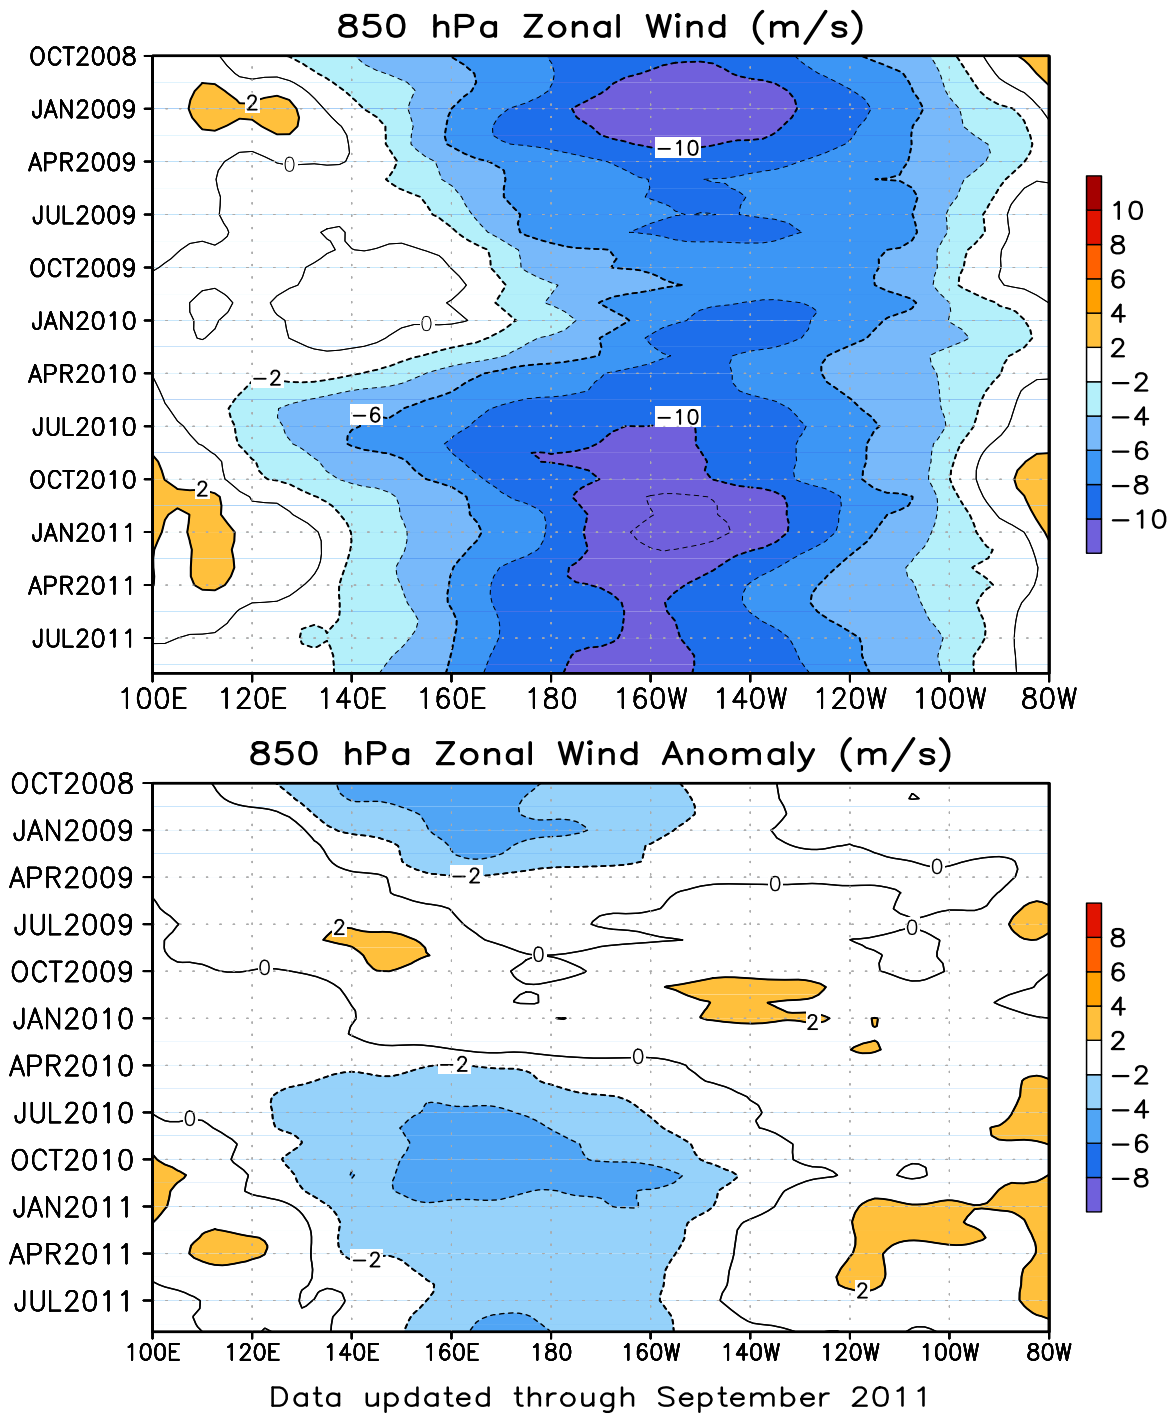 850 hPa Zonal Wind (m/s)
OCT2008
JAN2009
APR2009
JUL2009
OCT2009
JAN2010
APR2010
JUL2010
OCT2010
JAN2011
APR2011
JUL2011
2
−10
0
0
−2
−6
−10
2
100E 120E 140E 160E 180 160W 140W 120W 100W 80W
10
8
6
4
2
−2
−4
−6
−8
−10
850 hPa Zonal Wind Anomaly (m/s)
OCT2008
JAN2009
APR2009
JUL2009
OCT2009
JAN2010
APR2010
JUL2010
OCT2010
JAN2011
APR2011
JUL2011
0
−2
0
2
0
0
0
2
0
−2
0
−2
2
100E 120E 140E 160E 180 160W 140W 120W 100W 80W
8
6
4
2
−2
−4
−6
−8
Data updated through September 2011